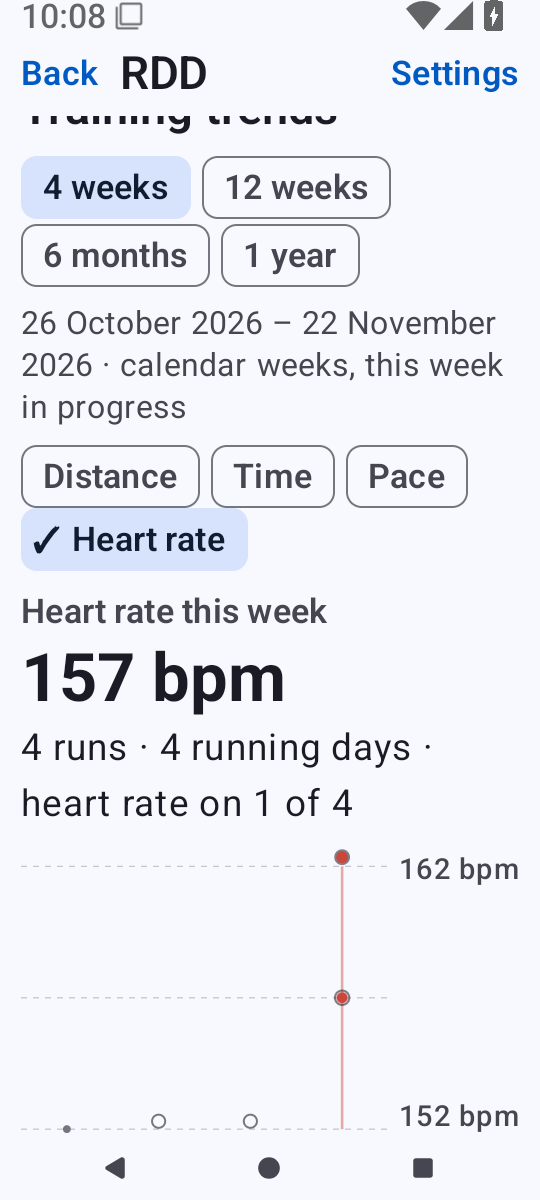 10:08
Back RDD Settings
Training trends
4 weeks 12 weeks
6 months 1 year
26 October 2026 – 22 November
2026 · calendar weeks, this week
in progress
Distance Time Pace
✓ Heart rate
Heart rate this week
157 bpm
4 runs · 4 running days ·
heart rate on 1 of 4
162 bpm
152 bpm